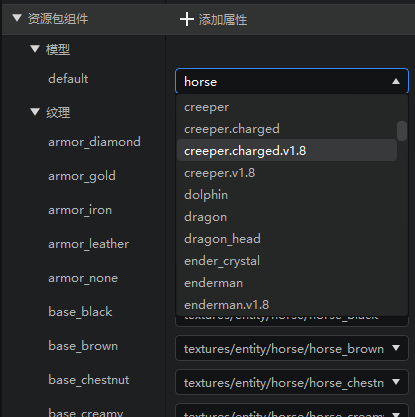 资源包组件
添加属性
模型
default
horse
creeper
creeper.charged
creeper.charged.v1.8
creeper.v1.8
dolphin
dragon
dragon_head
ender_crystal
enderman
enderman.v1.8
纹理
armor_diamond
armor_gold
armor_iron
armor_leather
armor_none
base_black
textures/entity/horse/horse_black
base_brown
textures/entity/horse/horse_brown
base_chestnut
textures/entity/horse/horse_chestn
base_creamy
textures/entity/horse/horse_creamy